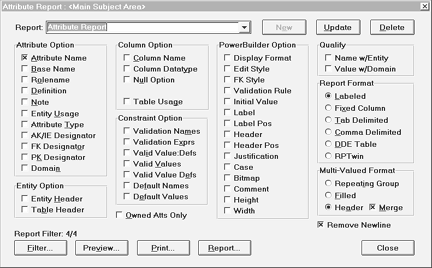 Attribute Report : <Main Subject Area>
Report: Attribute Report New Update Delete
Attribute Option
Attribute Name
Base Name
Rolename
Definition
Note
Entity Usage
Attribute Type
AK/IE Designator
FK Designator
PK Designator
Domain
Entity Option
Entity Header
Table Header
Column Option
Column Name
Column Datatype
Null Option
Table Usage
Constraint Option
Validation Names
Validation Exprs
Valid Value:Defs
Valid Values
Valid Value Defs
Default Names
Default Values
Owned Atts Only
PowerBuilder Option
Display Format
Edit Style
FK Style
Validation Rule
Initial Value
Label
Label Pos
Header
Header Pos
Justification
Case
Bitmap
Comment
Height
Width
Qualify
Name w/Entity
Value w/Domain
Report Format
Labeled
Fixed Column
Tab Delimited
Comma Delimited
DDE Table
RPTwin
Multi-Valued Format
Repeating Group
Filled
Header Merge
Remove Newline
Report Filter: 4/4
Filter... Preview... Print... Report... Close